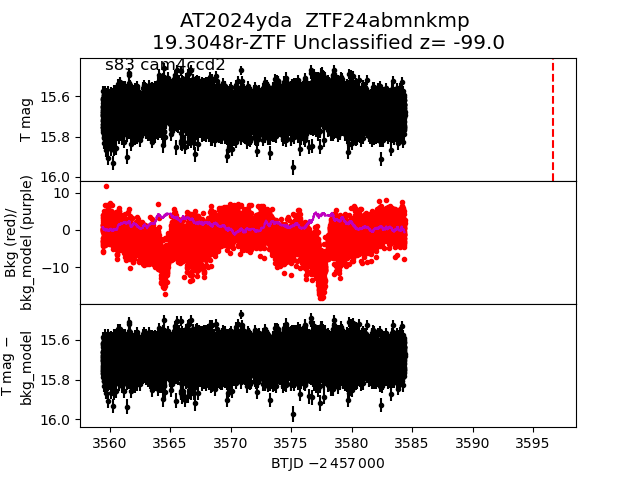 AT2024yda ZTF24abmnkmp
19.3048r-ZTF Unclassified z= -99.0
s83 cam4ccd2
T mag
15.6
15.8
16.0
Bkg (red)/
bkg_model (purple)
10
0
−10
T mag −
bkg_model
15.6
15.8
16.0
3560 3565 3570 3575 3580 3585 3590 3595
BTJD −2 457 000